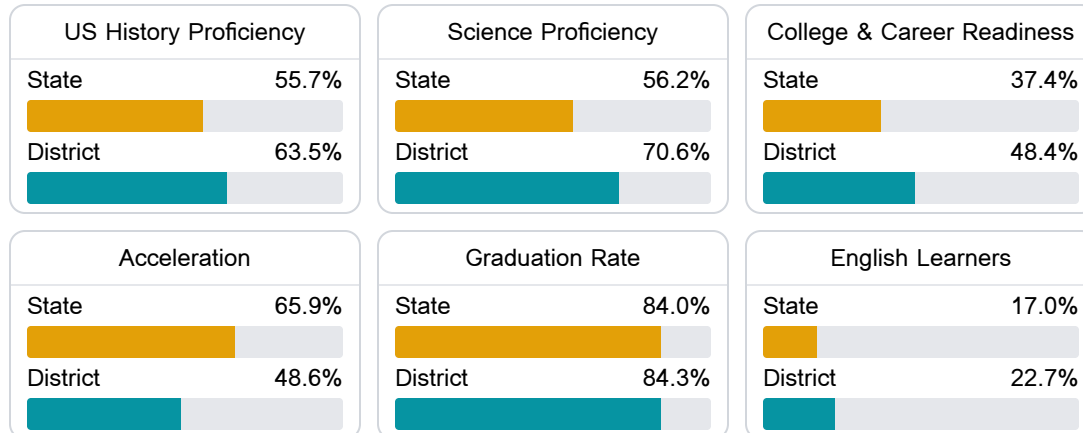 US History Proficiency
State 55.7%
District 63.5%
Science Proficiency
State 56.2%
District 70.6%
College & Career Readiness
State 37.4%
District 48.4%
Acceleration
State 65.9%
District 48.6%
Graduation Rate
State 84.0%
District 84.3%
English Learners
State 17.0%
District 22.7%